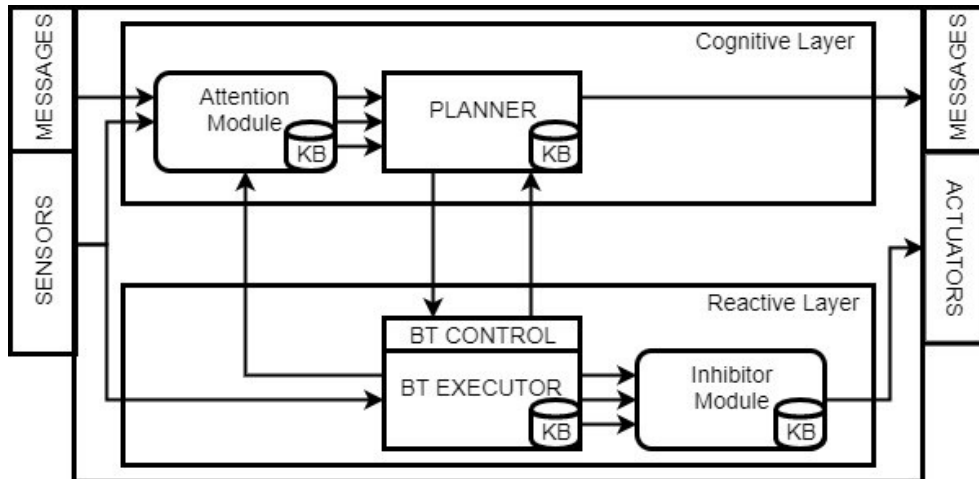 MESSAGES
SENSORS
Cognitive Layer
Attention
Module
KB
PLANNER
KB
MESSAGES
ACTUATORS
Reactive Layer
BT CONTROL
BT EXECUTOR
KB
Inhibitor
Module
KB